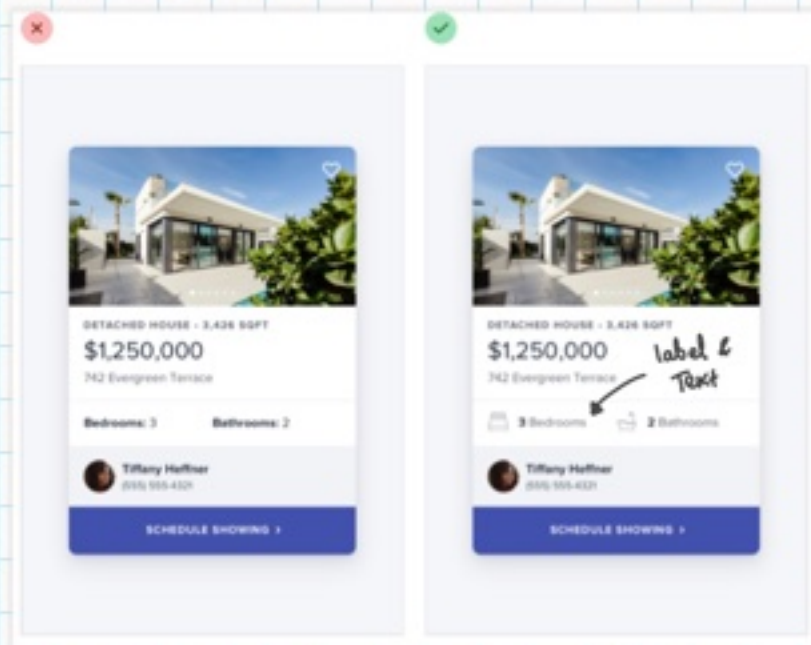 DETACHED HOUSE • 3,426 SQFT
$1,250,000
742 Evergreen Terrace
Bedrooms: 3 Bathrooms: 2
Tiffany Heffner
(555) 555-4321
SCHEDULE SHOWING ›
DETACHED HOUSE • 3,426 SQFT
$1,250,000
742 Evergreen Terrace
label &
Text
3 Bedrooms 2 Bathrooms
Tiffany Heffner
(555) 555-4321
SCHEDULE SHOWING ›